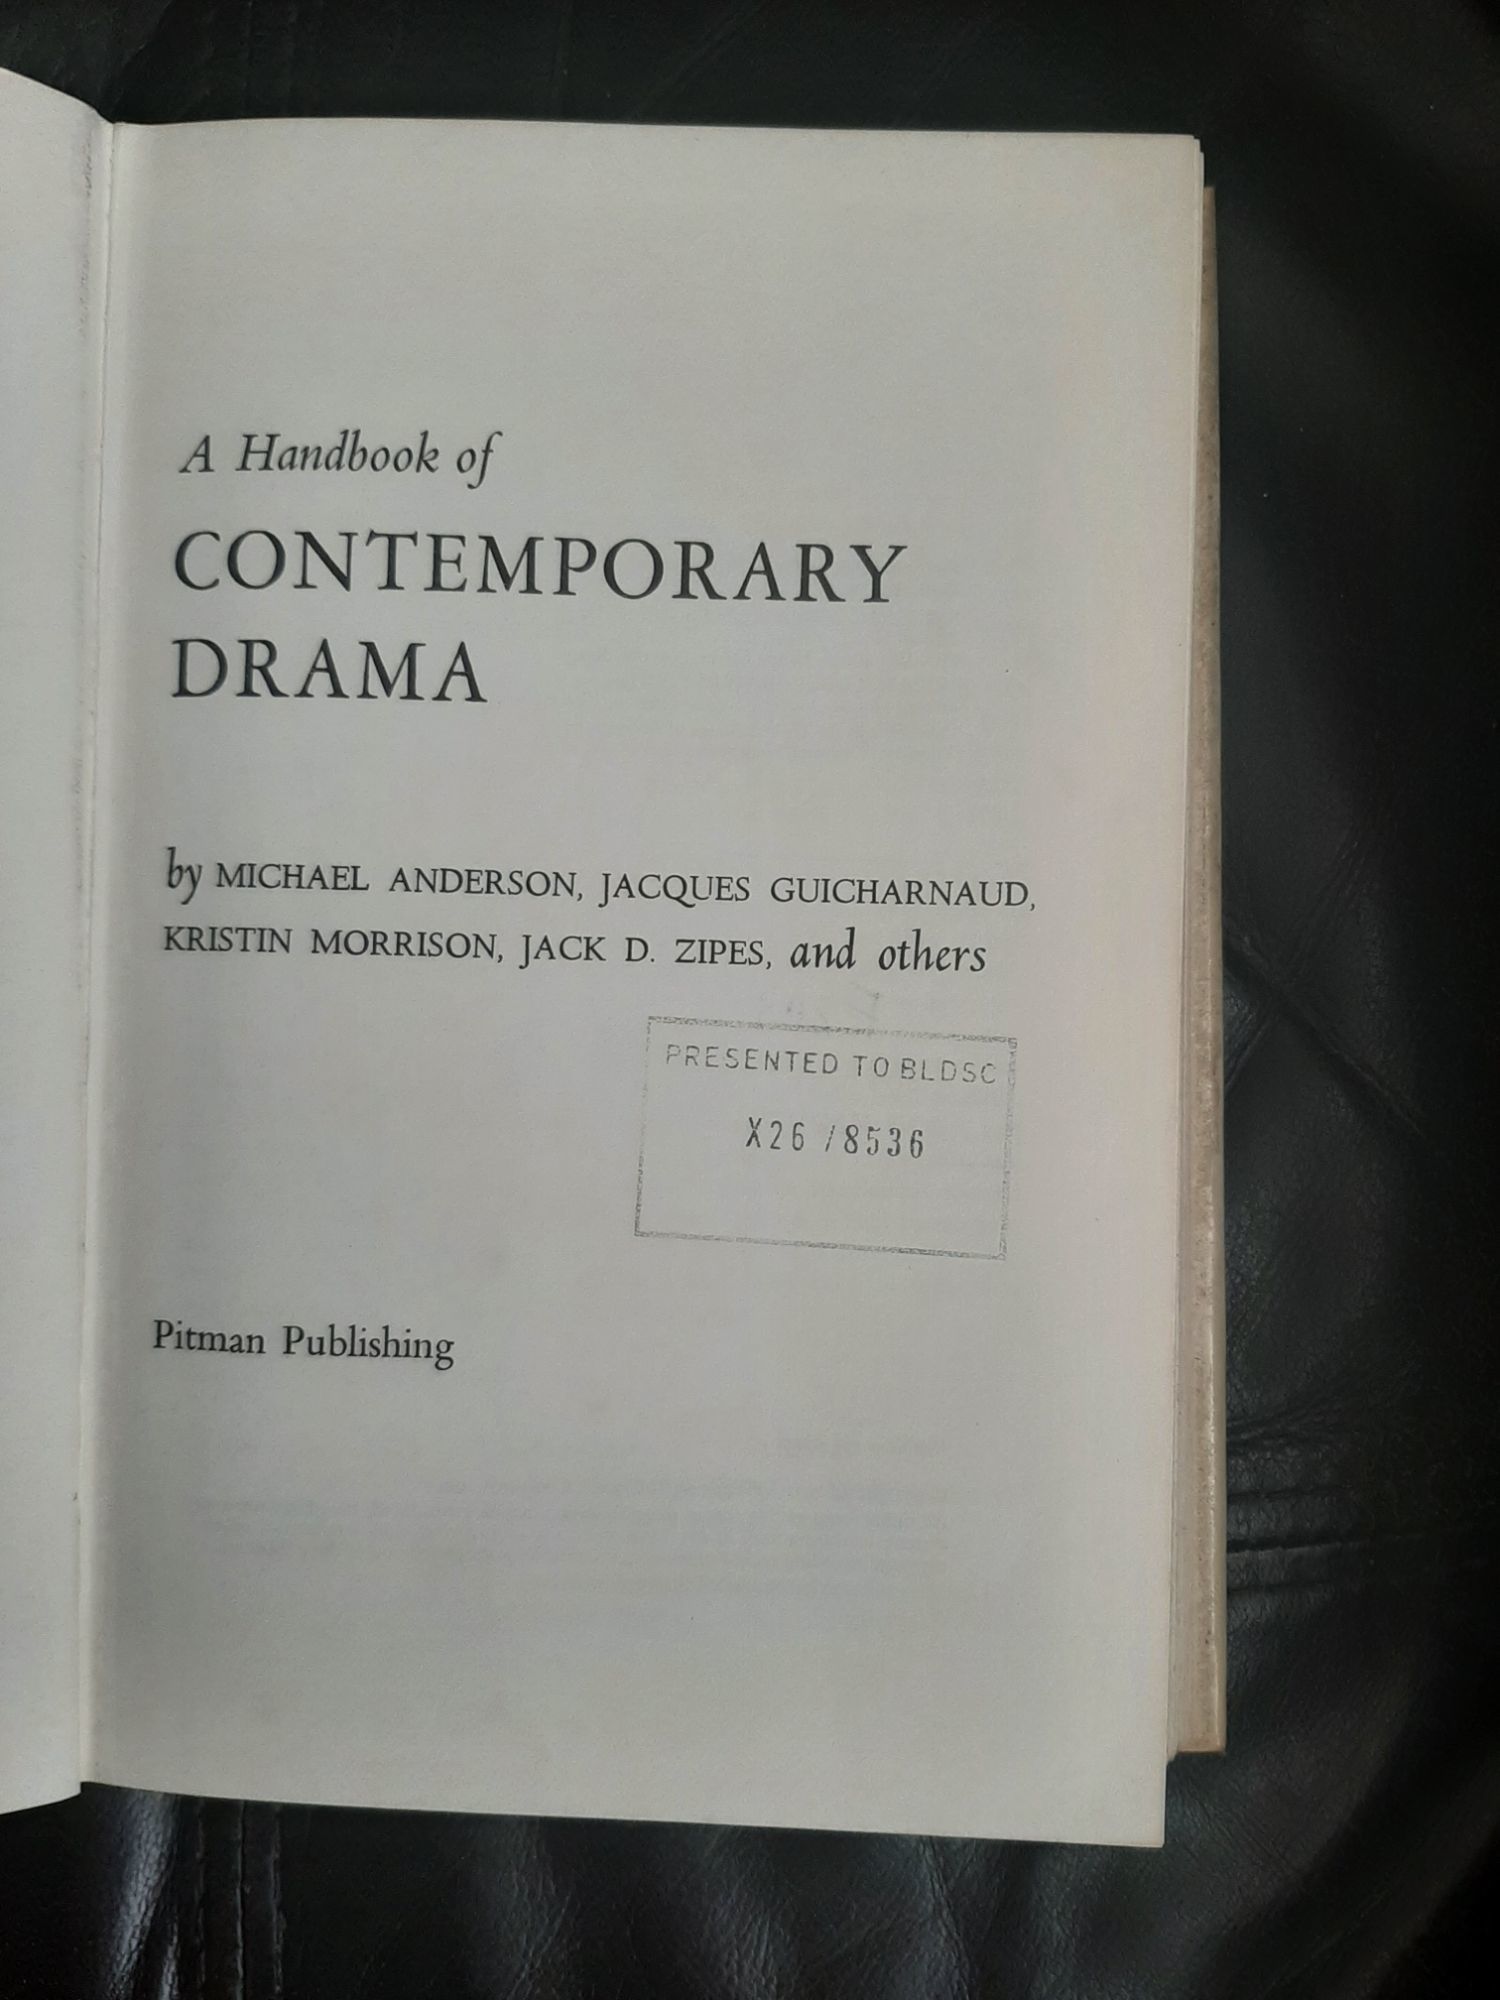 A Handbook of
CONTEMPORARY
DRAMA
by MICHAEL ANDERSON, JACQUES GUICHARNAUD,
KRISTIN MORRISON, JACK D. ZIPES, and others
PRESENTED TO BLDSC
X26 /8536
Pitman Publishing